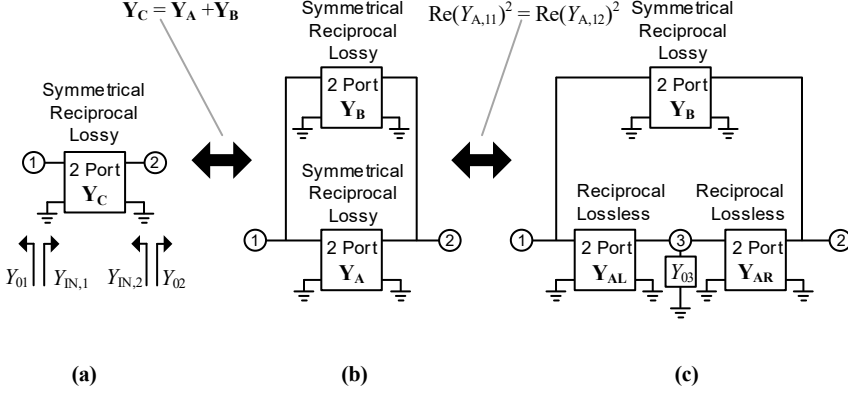 Y_C = Y_A + Y_B
Symmetrical
Reciprocal
Lossy
1
2 Port
Y_C
2
Y_01
Y_IN,1
Y_IN,2
Y_02
(a)
Symmetrical
Reciprocal
Lossy
2 Port
Y_B
Symmetrical
Reciprocal
Lossy
1
2 Port
Y_A
2
(b)
Re(Y_A,11)² = Re(Y_A,12)²
Symmetrical
Reciprocal
Lossy
2 Port
Y_B
Reciprocal
Lossless
Reciprocal
Lossless
1
2 Port
Y_AL
3
Y_03
2 Port
Y_AR
2
(c)